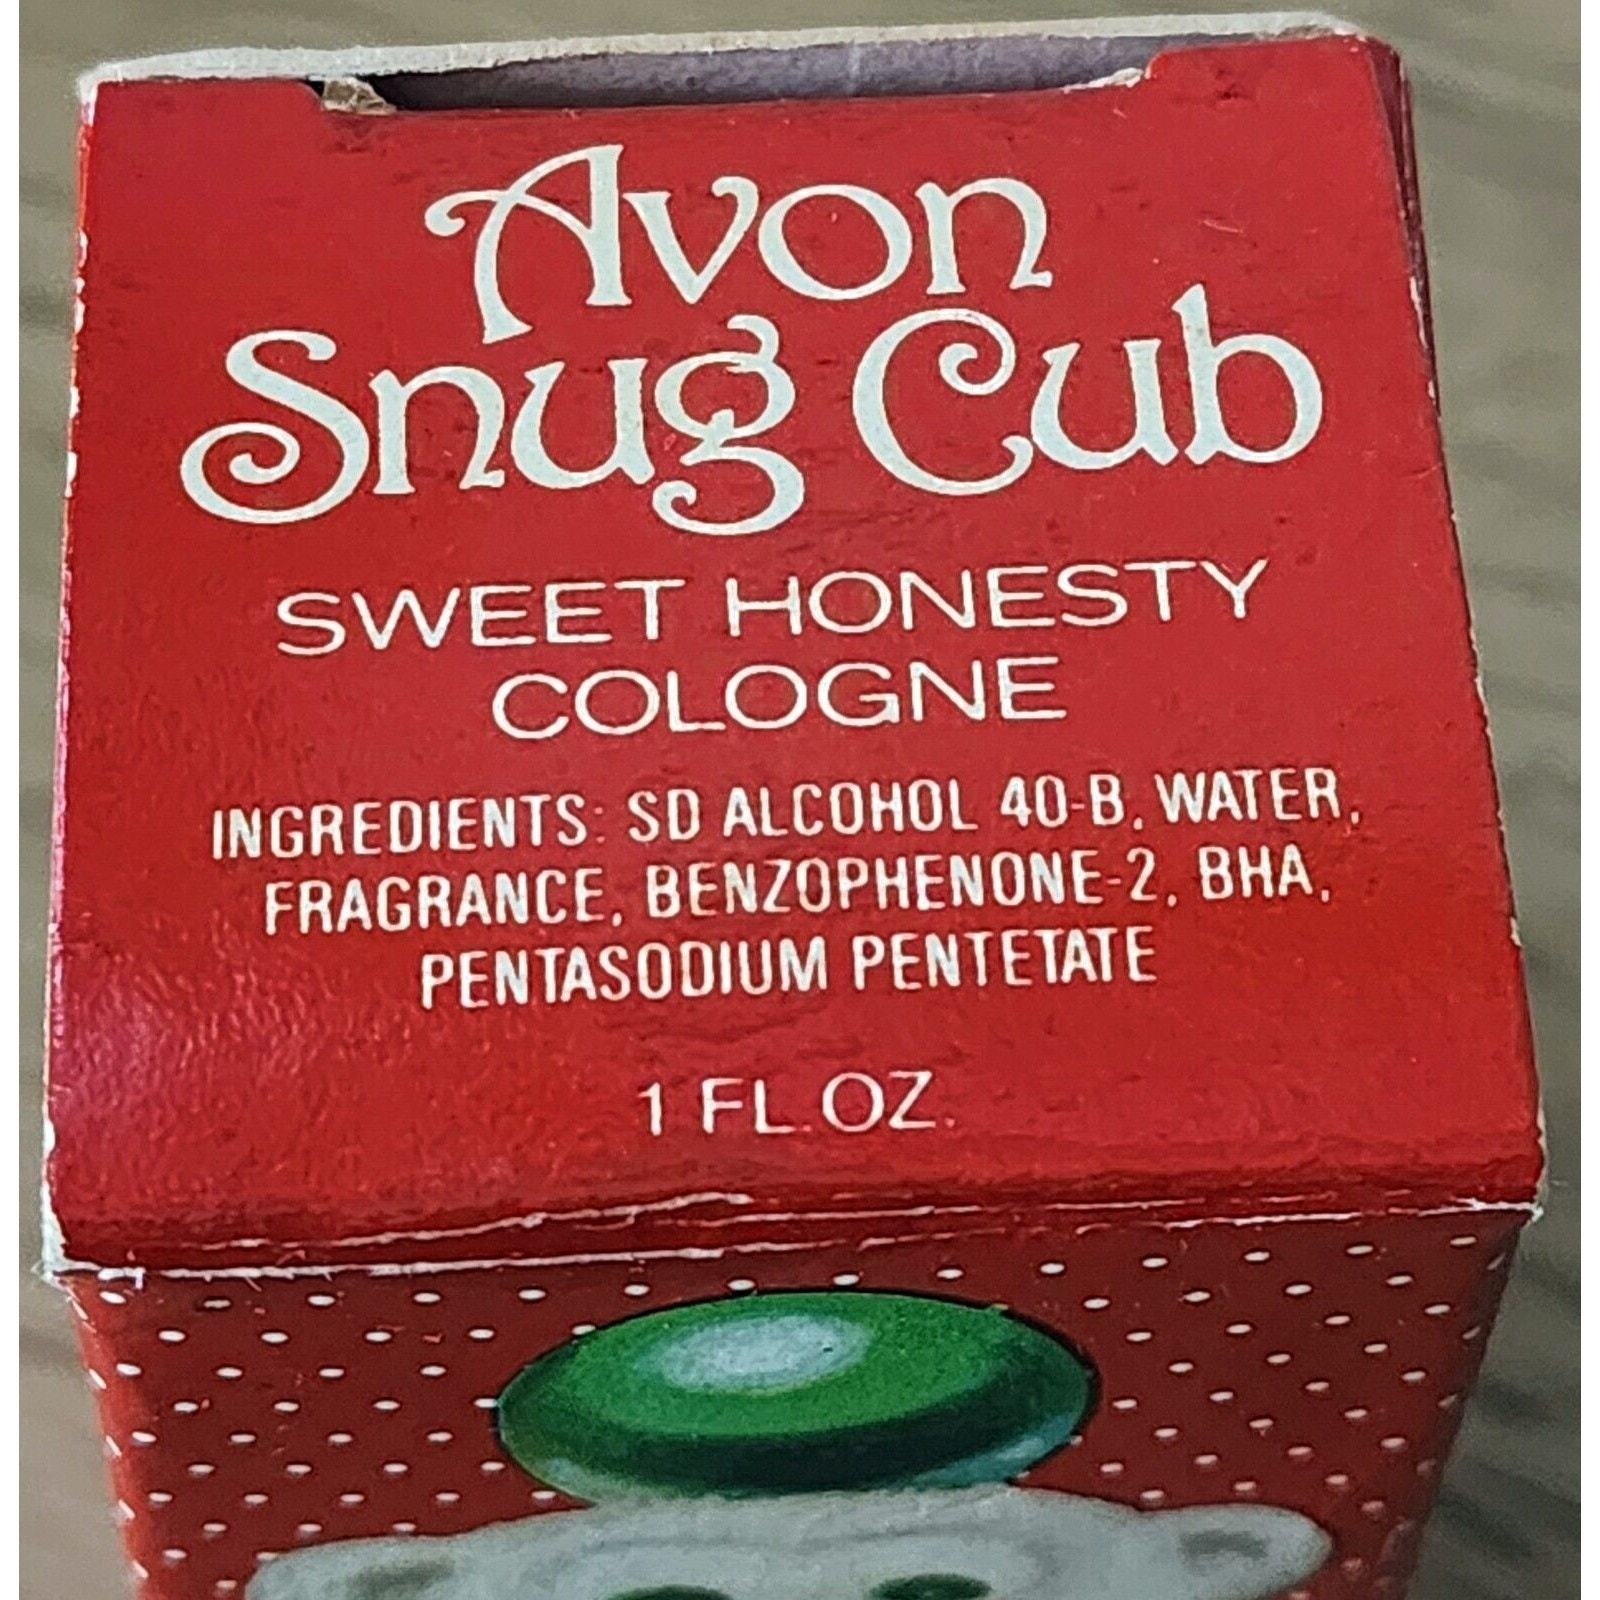 Avon
Snug Cub
SWEET HONESTY
COLOGNE
INGREDIENTS: SD ALCOHOL 40-B, WATER,
FRAGRANCE, BENZOPHENONE-2, BHA,
PENTASODIUM PENTETATE
1 FL. OZ.